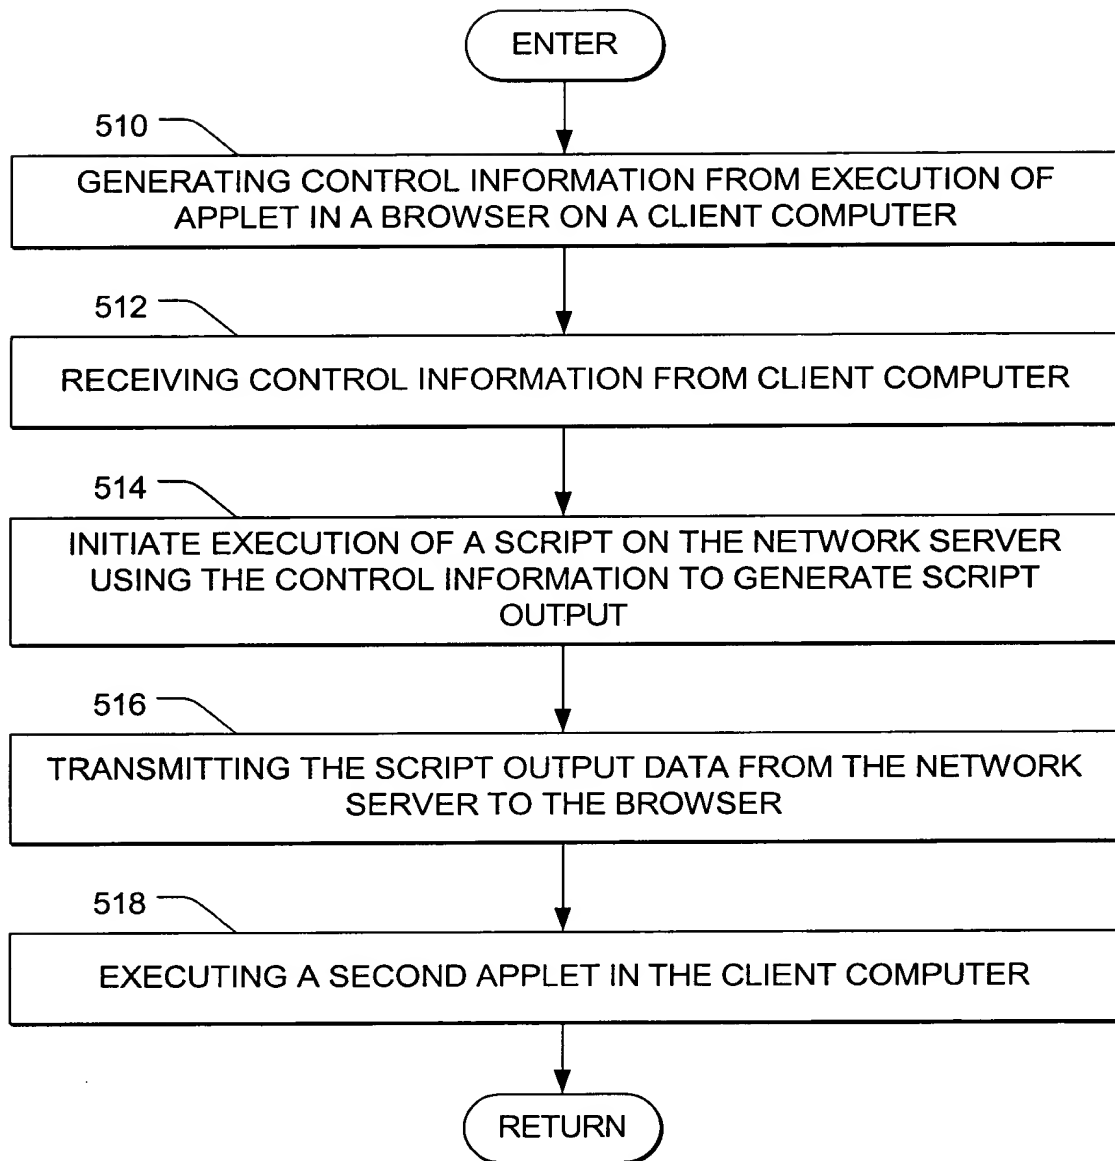 ENTER
510
GENERATING CONTROL INFORMATION FROM EXECUTION OF
APPLET IN A BROWSER ON A CLIENT COMPUTER
512
RECEIVING CONTROL INFORMATION FROM CLIENT COMPUTER
514
INITIATE EXECUTION OF A SCRIPT ON THE NETWORK SERVER
USING THE CONTROL INFORMATION TO GENERATE SCRIPT
OUTPUT
516
TRANSMITTING THE SCRIPT OUTPUT DATA FROM THE NETWORK
SERVER TO THE BROWSER
518
EXECUTING A SECOND APPLET IN THE CLIENT COMPUTER
RETURN